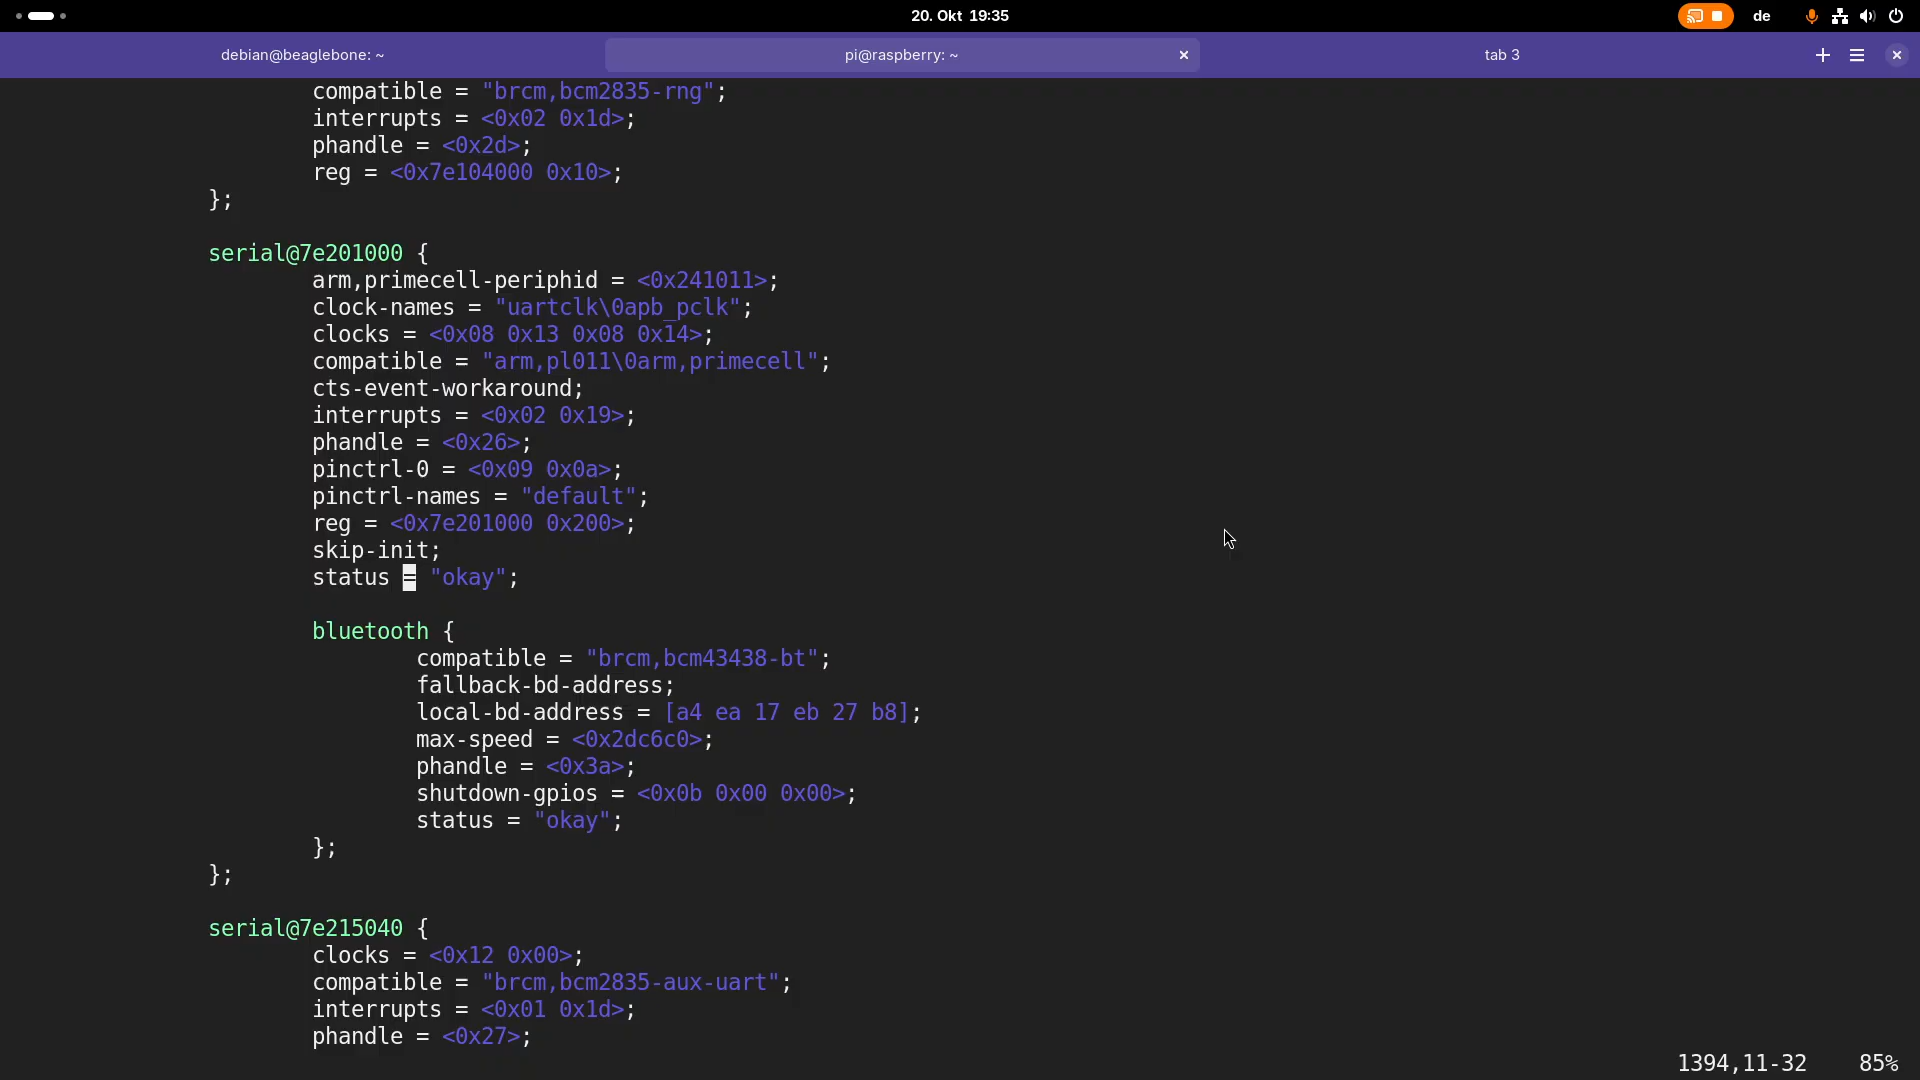 20. Okt 19:35
de
debian@beaglebone: ~
pi@raspberry: ~
tab 3
compatible = "brcm,bcm2835-rng";
interrupts = <0x02 0x1d>;
phandle = <0x2d>;
reg = <0x7e104000 0x10>;
};
serial@7e201000 {
arm,primecell-periphid = <0x241011>;
clock-names = "uartclk\0apb_pclk";
clocks = <0x08 0x13 0x08 0x14>;
compatible = "arm,pl011\0arm,primecell";
cts-event-workaround;
interrupts = <0x02 0x19>;
phandle = <0x26>;
pinctrl-0 = <0x09 0x0a>;
pinctrl-names = "default";
reg = <0x7e201000 0x200>;
skip-init;
status = "okay";
bluetooth {
compatible = "brcm,bcm43438-bt";
fallback-bd-address;
local-bd-address = [a4 ea 17 eb 27 b8];
max-speed = <0x2dc6c0>;
phandle = <0x3a>;
shutdown-gpios = <0x0b 0x00 0x00>;
status = "okay";
};
};
serial@7e215040 {
clocks = <0x12 0x00>;
compatible = "brcm,bcm2835-aux-uart";
interrupts = <0x01 0x1d>;
phandle = <0x27>;
1394,11-32 85%